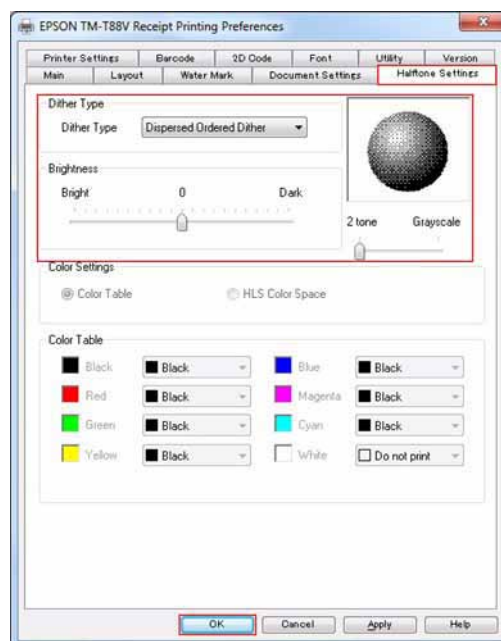 EPSON TM-T88V Receipt Printing Preferences
Printer Settings Barcode 2D Code Font Utility Version
Main Layout Water Mark Document Settings Halftone Settings
Dither Type
Dither Type Dispersed Ordered Dither
Brightness
Bright 0 Dark
2 tone Grayscale
Color Settings
Color Table HLS Color Space
Color Table
Black Black Blue Black
Red Black Magenta Black
Green Black Cyan Black
Yellow Black White Do not print
OK Cancel Apply Help